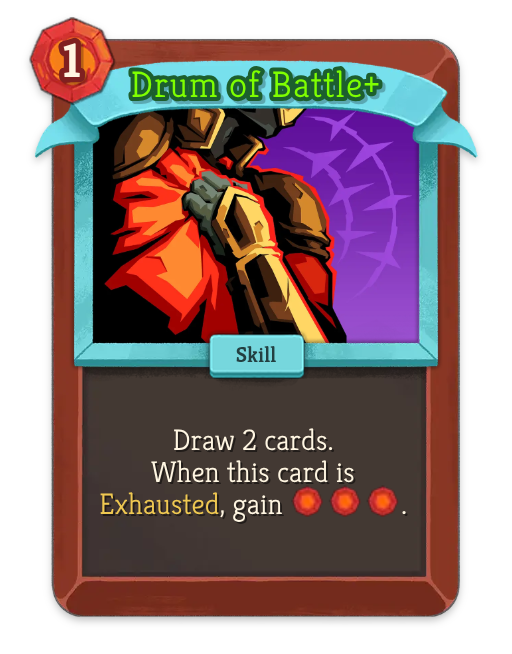 1
Drum of Battle+
Skill
Draw 2 cards.
When this card is
Exhausted, gain .